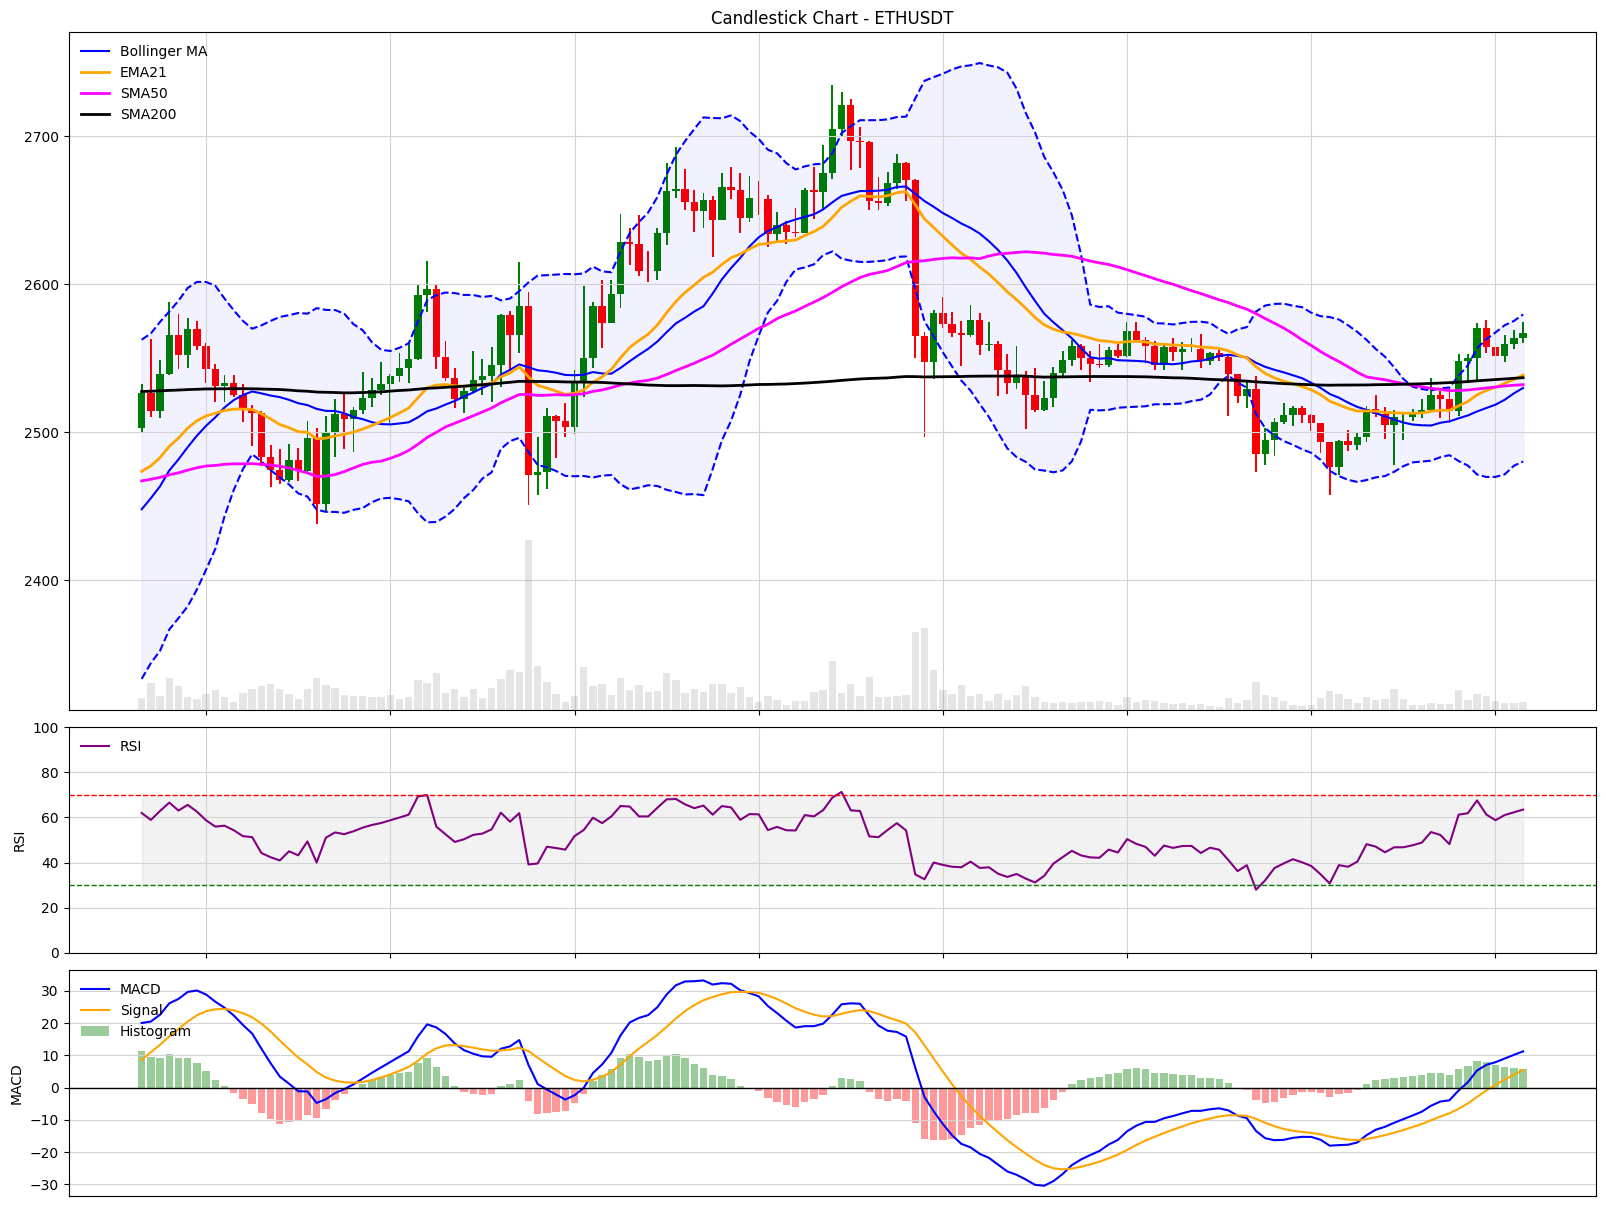 Candlestick Chart - ETHUSDT
Bollinger MA
EMA21
SMA50
SMA200
2700
2600
2500
2400
100
RSI
80
60
RSI
40
20
0
MACD
30
Signal
20
Histogram
10
MACD
0
−10
−20
−30